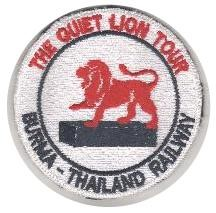 THE QUIET LION TOUR
BURMA - THAILAND RAILWAY